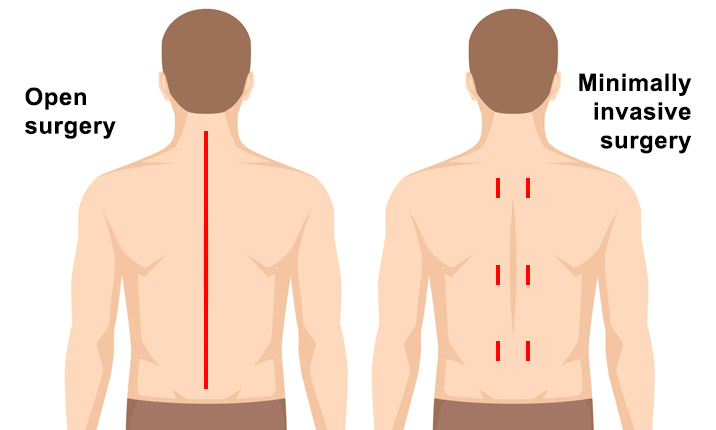 Open
surgery
Minimally
invasive
surgery